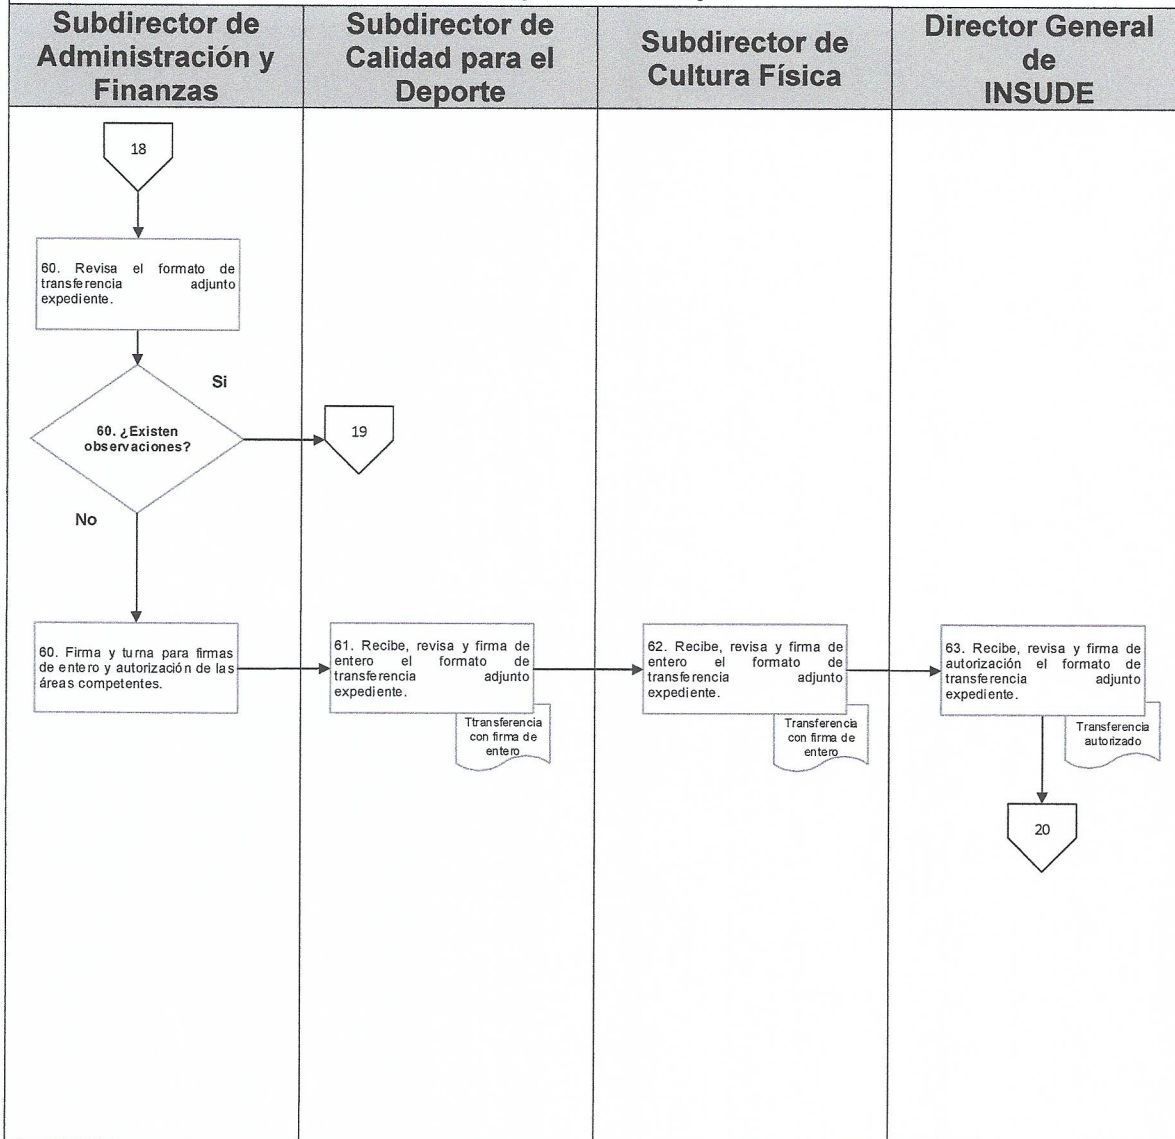 Subdirector de
Administración y
Finanzas
Subdirector de
Calidad para el
Deporte
Subdirector de
Cultura Física
Director General
de
INSUDE
18
60. Revisa el formato de
transferencia adjunto
expediente.
Si
60. ¿Existen
observaciones?
19
No
60. Firma y turna para firmas
de entero y autorización de las
áreas competentes.
61. Recibe, revisa y firma de
entero el formato de
transferencia adjunto
expediente.
Ttransferencia
con firma de
entero
62. Recibe, revisa y firma de
entero el formato de
transferencia adjunto
expediente.
Transferencia
con firma de
entero
63. Recibe, revisa y firma de
autorización el formato de
transferencia adjunto
expediente.
Transferencia
autorizado
20